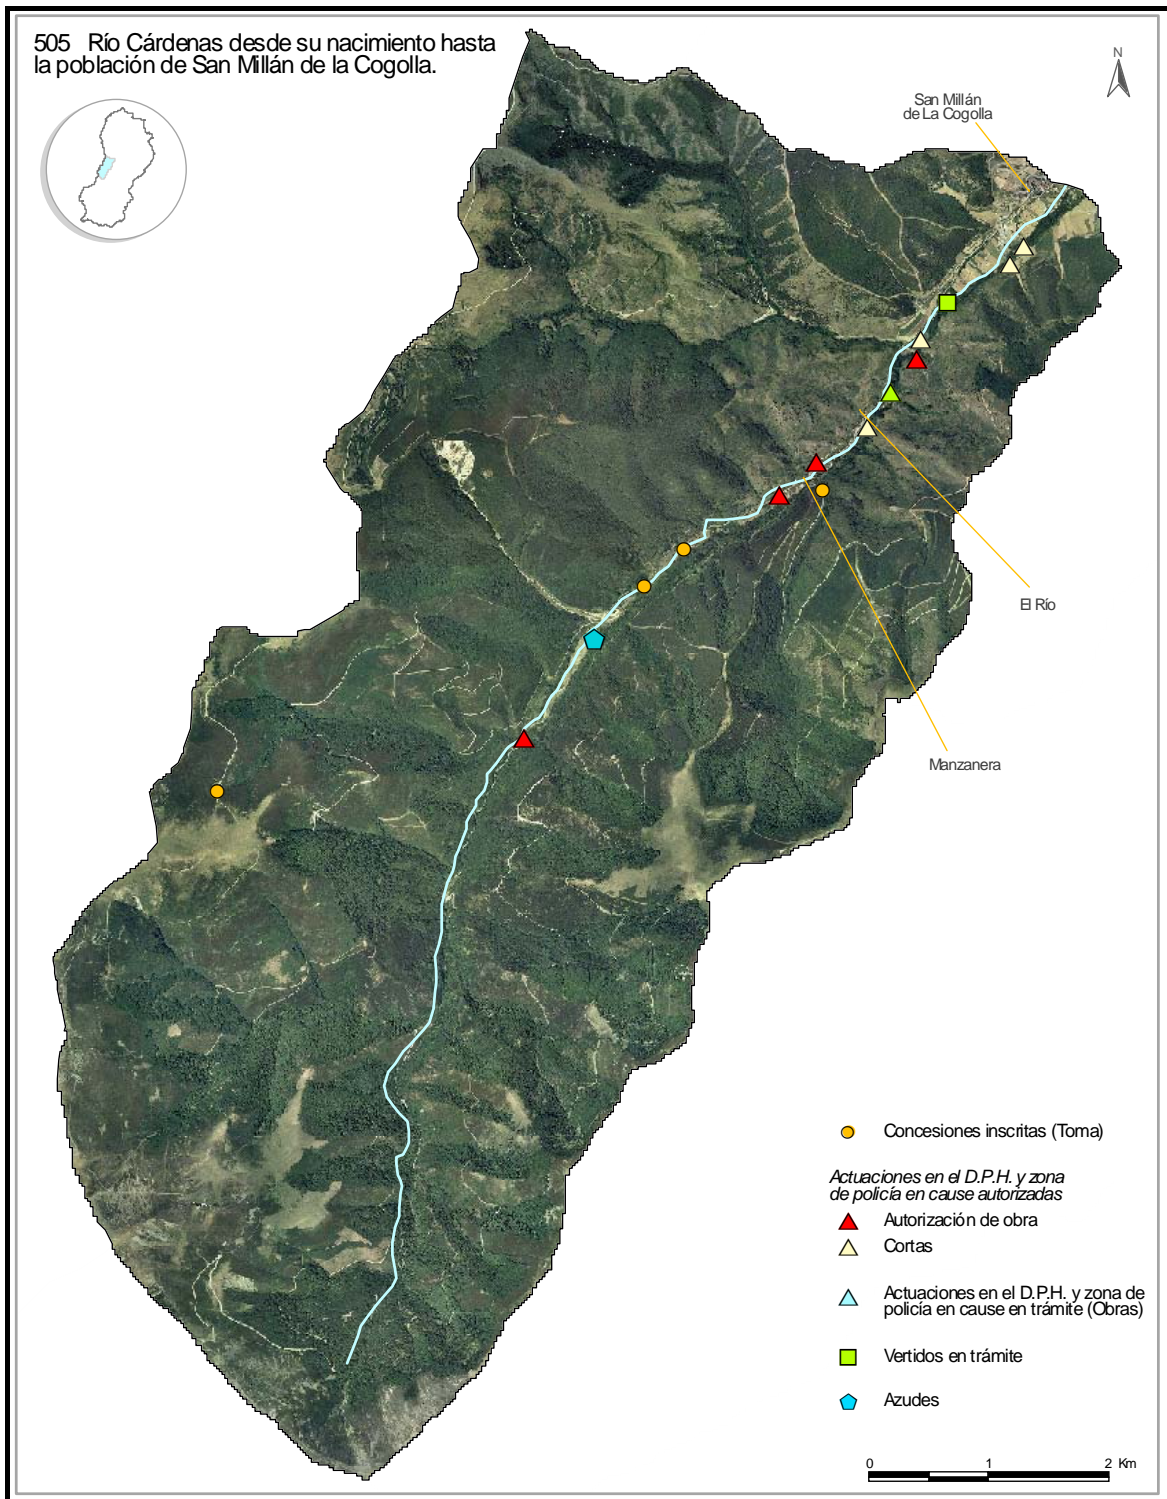 505 Río Cárdenas desde su nacimiento hasta
la población de San Millán de la Cogolla.
N
San Millán
de La Cogolla
El Río
Manzanera
Concesiones inscritas (Toma)
Actuaciones en el D.P.H. y zona
de policía en cause autorizadas
Autorización de obra
Cortas
Actuaciones en el D.P.H. y zona de
policía en cause en trámite (Obras)
Vertidos en trámite
Azudes
0 1 2 Km